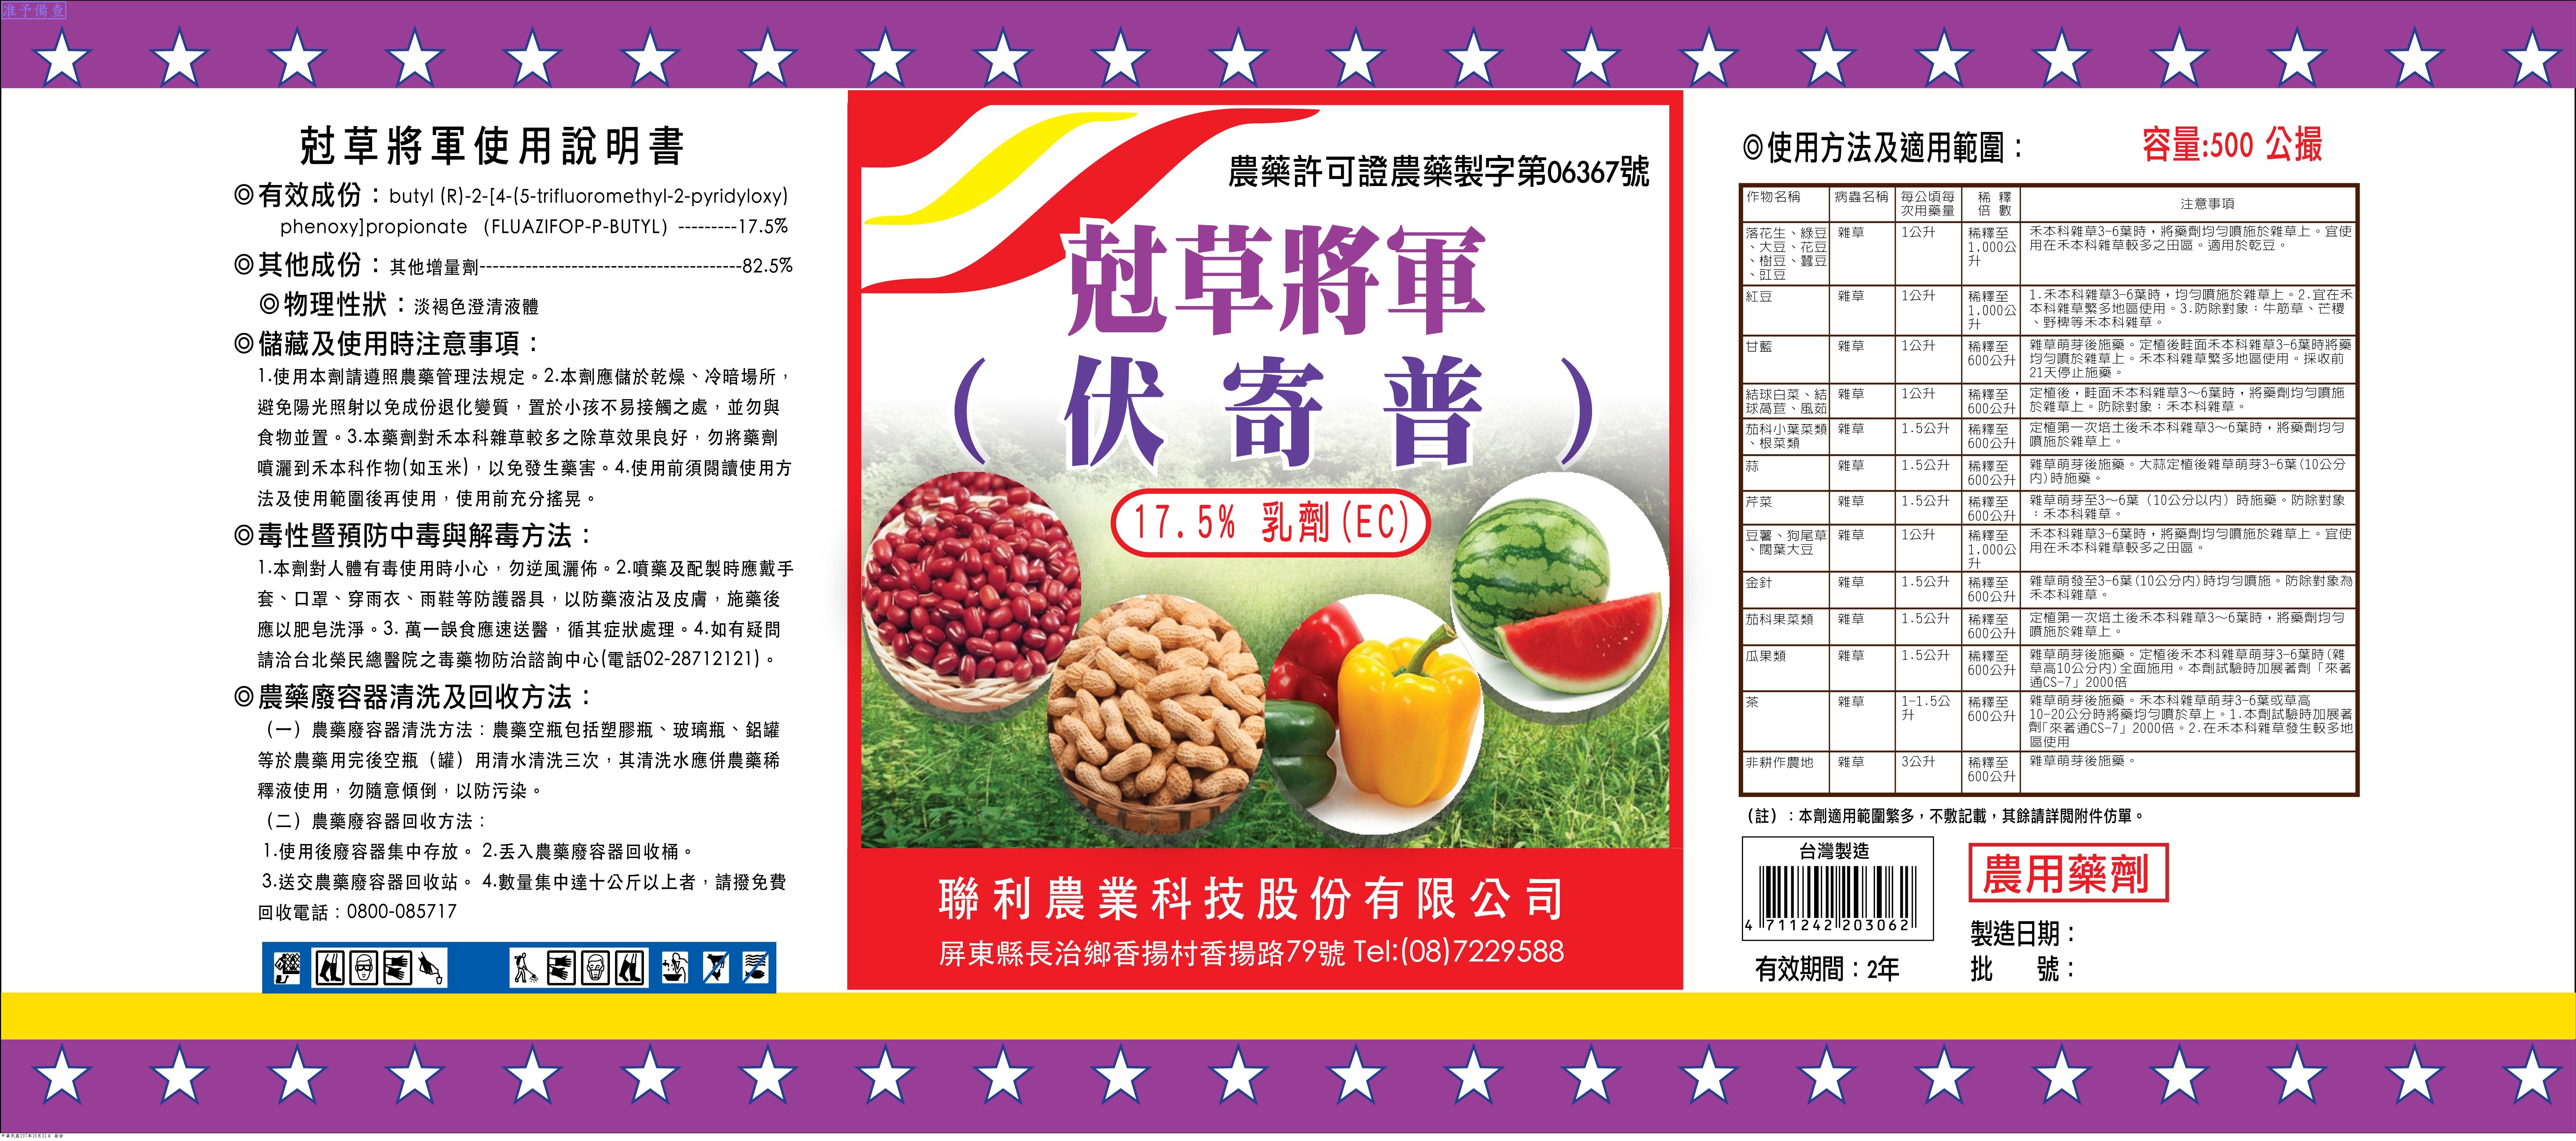 准予備查
尅草將軍使用說明書
◎有效成份：butyl (R)-2-[4-(5-trifluoromethyl-2-pyridyloxy)
phenoxy]propionate (FLUAZIFOP-P-BUTYL) ---------17.5%
◎其他成份：其他增量劑----------------------------------------82.5%
◎物理性狀：淡褐色澄清液體
◎儲藏及使用時注意事項：
1.使用本劑請遵照農藥管理法規定。2.本劑應儲於乾燥、冷暗場所，
避免陽光照射以免成份退化變質，置於小孩不易接觸之處，並勿與
食物並置。3.本藥劑對禾本科雜草較多之除草效果良好，勿將藥劑
噴灑到禾本科作物(如玉米)，以免發生藥害。4.使用前須閱讀使用方
法及使用範圍後再使用，使用前充分搖晃。
◎毒性暨預防中毒與解毒方法：
1.本劑對人體有毒使用時小心，勿逆風灑佈。2.噴藥及配製時應戴手
套、口罩、穿雨衣、雨鞋等防護器具，以防藥液沾及皮膚，施藥後
應以肥皂洗淨。3. 萬一誤食應速送醫，循其症狀處理。4.如有疑問
請洽台北榮民總醫院之毒藥物防治諮詢中心(電話02-28712121)。
◎農藥廢容器清洗及回收方法：
（一）農藥廢容器清洗方法：農藥空瓶包括塑膠瓶、玻璃瓶、鋁罐
等於農藥用完後空瓶（罐）用清水清洗三次，其清洗水應併農藥稀
釋液使用，勿隨意傾倒，以防污染。
（二）農藥廢容器回收方法：
1.使用後廢容器集中存放。 2.丟入農藥廢容器回收桶。
3.送交農藥廢容器回收站。 4.數量集中達十公斤以上者，請撥免費
回收電話：0800-085717
農藥許可證農藥製字第06367號
尅草將軍
(伏寄普)
17.5% 乳劑(EC)
聯利農業科技股份有限公司
屏東縣長治鄉香揚村香揚路79號 Tel:(08)7229588
◎使用方法及適用範圍：
容量:500 公撮
作物名稱 病蟲名稱 每公頃每次用藥量 稀釋倍數 注意事項
落花生、綠豆、大豆、花豆、樹豆、蠶豆、豇豆 雜草 1公升 稀釋至1,000公升 禾本科雜草3-6葉時，將藥劑均勻噴施於雜草上。宜使用在禾本科雜草較多之田區。適用於乾豆。
紅豆 雜草 1公升 稀釋至1,000公升 1.禾本科雜草3-6葉時，均勻噴施於雜草上。2.宜在禾本科雜草繁多地區使用。3.防除對象：牛筋草、芒稷、野稗等禾本科雜草。
甘藍 雜草 1公升 稀釋至600公升 雜草萌芽後施藥。定植後畦面禾本科雜草3-6葉時將藥均勻噴於雜草上。禾本科雜草繁多地區使用。採收前21天停止施藥。
結球白菜、結球萵苣、風茹 雜草 1公升 稀釋至600公升 定植後，畦面禾本科雜草3～6葉時，將藥劑均勻噴施於雜草上。防除對象：禾本科雜草。
茄科小葉菜類、根菜類 雜草 1.5公升 稀釋至600公升 定植第一次培土後禾本科雜草3～6葉時，將藥劑均勻噴施於雜草上。
蒜 雜草 1.5公升 稀釋至600公升 雜草萌芽後施藥。大蒜定植後雜草萌芽3-6葉(10公分內)時施藥。
芹菜 雜草 1.5公升 稀釋至600公升 雜草萌芽至3～6葉（10公分以內）時施藥。防除對象：禾本科雜草。
豆薯、狗尾草、闊葉大豆 雜草 1公升 稀釋至1,000公升 禾本科雜草3-6葉時，將藥劑均勻噴施於雜草上。宜使用在禾本科雜草較多之田區。
金針 雜草 1.5公升 稀釋至600公升 雜草萌發至3-6葉(10公分內)時均勻噴施。防除對象為禾本科雜草。
茄科果菜類 雜草 1.5公升 稀釋至600公升 定植第一次培土後禾本科雜草3～6葉時，將藥劑均勻噴施於雜草上。
瓜果類 雜草 1.5公升 稀釋至600公升 雜草萌芽後施藥。定植後禾本科雜草萌芽3-6葉時(雜草高10公分內)全面施用。本劑試驗時加展著劑「來著通CS-7」2000倍
茶 雜草 1-1.5公升 稀釋至600公升 雜草萌芽後施藥。禾本科雜草萌芽3-6葉或草高10-20公分時將藥均勻噴於草上。1.本劑試驗時加展著劑「來著通CS-7」2000倍。2.在禾本科雜草發生較多地區使用
非耕作農地 雜草 3公升 稀釋至600公升 雜草萌芽後施藥。
（註）：本劑適用範圍繁多，不敷記載，其餘請詳閱附件仿單。
台灣製造
4 711242 203062
農用藥劑
製造日期：
有效期間：2年
批 號：